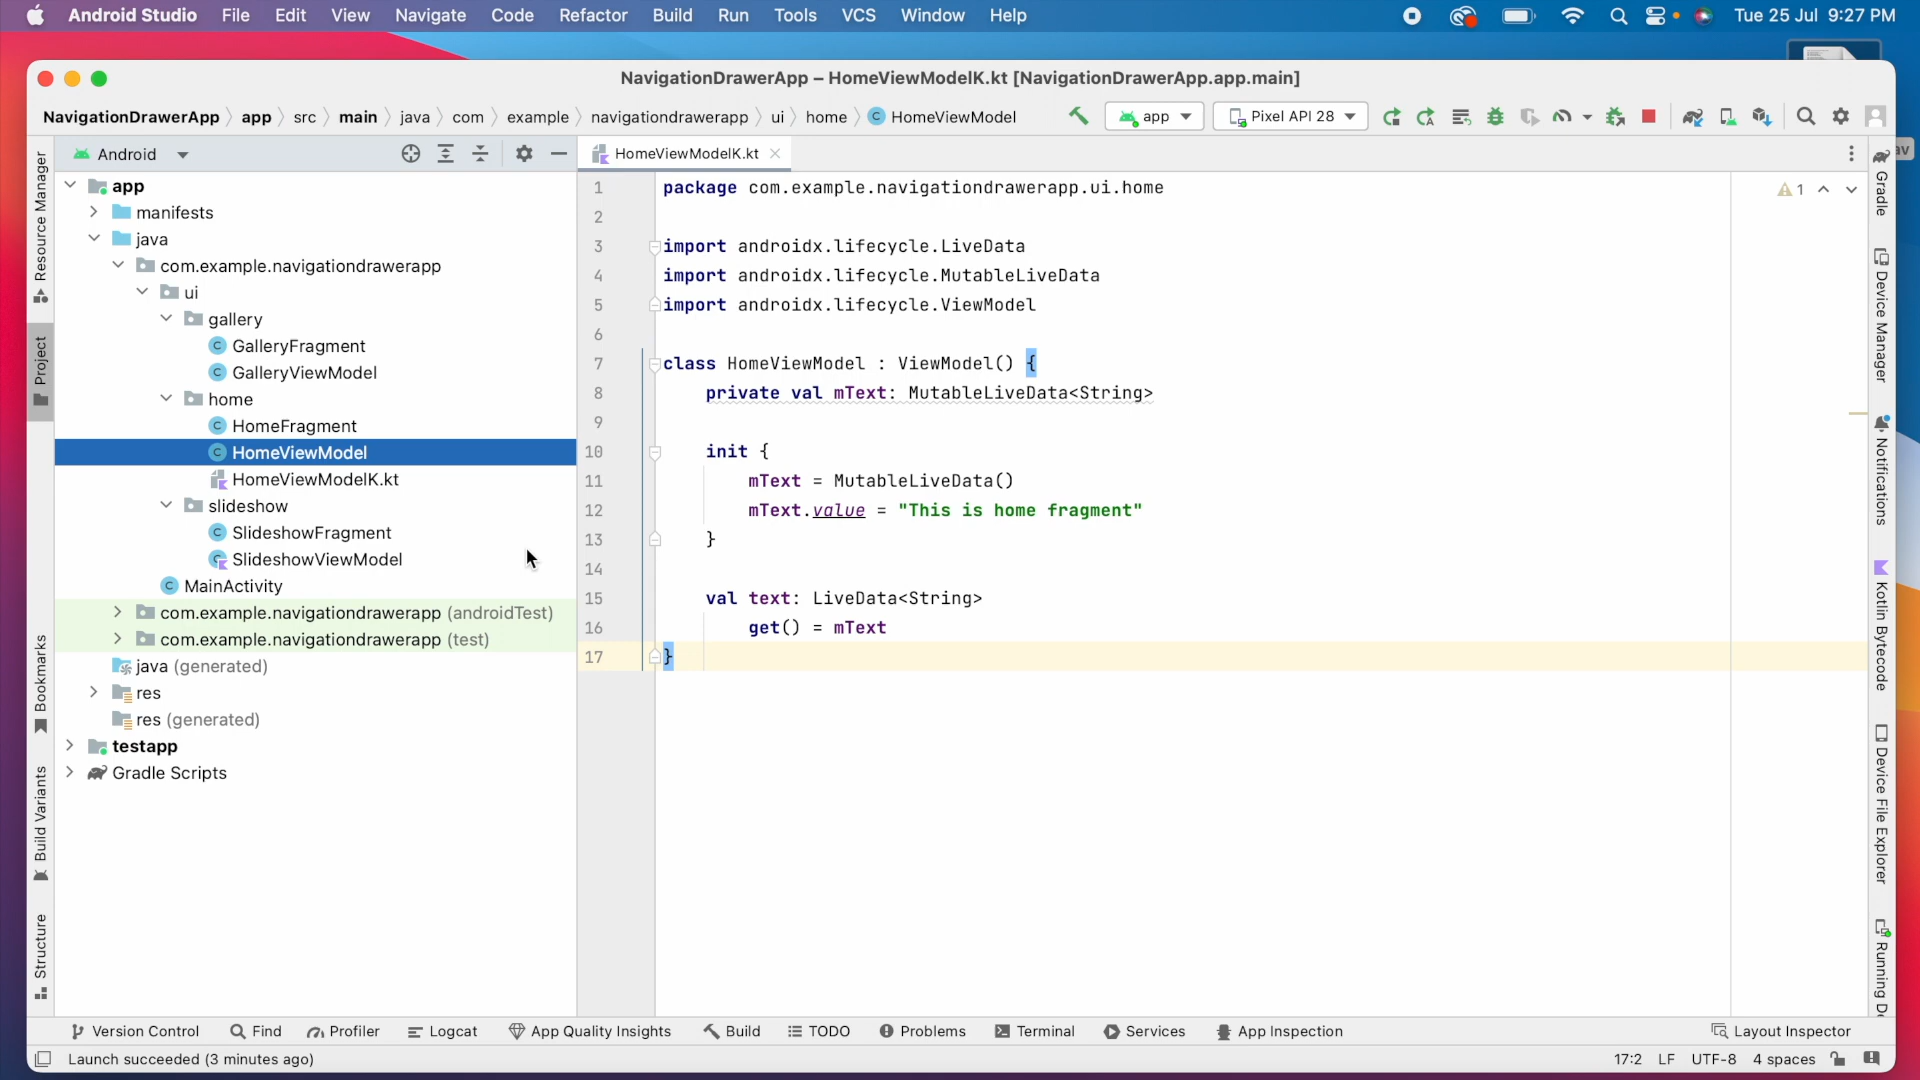 Android Studio File Edit View Navigate Code Refactor Build Run Tools VCS Window Help Tue 25 Jul 9:27 PM
NavigationDrawerApp – HomeViewModelK.kt [NavigationDrawerApp.app.main]
NavigationDrawerApp app src main java com example navigationdrawerapp ui home HomeViewModel app Pixel API 28
Android
HomeViewModelK.kt
av
Resource Manager
Project
Bookmarks
Build Variants
Structure
app
manifests
java
com.example.navigationdrawerapp
ui
gallery
GalleryFragment
GalleryViewModel
home
HomeFragment
HomeViewModel
HomeViewModelK.kt
slideshow
SlideshowFragment
SlideshowViewModel
MainActivity
com.example.navigationdrawerapp (androidTest)
com.example.navigationdrawerapp (test)
java (generated)
res
res (generated)
testapp
Gradle Scripts
1 package com.example.navigationdrawerapp.ui.home
2
3 import androidx.lifecycle.LiveData
4 import androidx.lifecycle.MutableLiveData
5 import androidx.lifecycle.ViewModel
6
7 class HomeViewModel : ViewModel() {
8 private val mText: MutableLiveData<String>
9
10 init {
11 mText = MutableLiveData()
12 mText.value = "This is home fragment"
13 }
14
15 val text: LiveData<String>
16 get() = mText
17 }
1
Gradle
Device Manager
Notifications
Kotlin Bytecode
Device File Explorer
Running D
Version Control Find Profiler Logcat App Quality Insights Build TODO Problems Terminal Services App Inspection Layout Inspector
Launch succeeded (3 minutes ago) 17:2 LF UTF-8 4 spaces